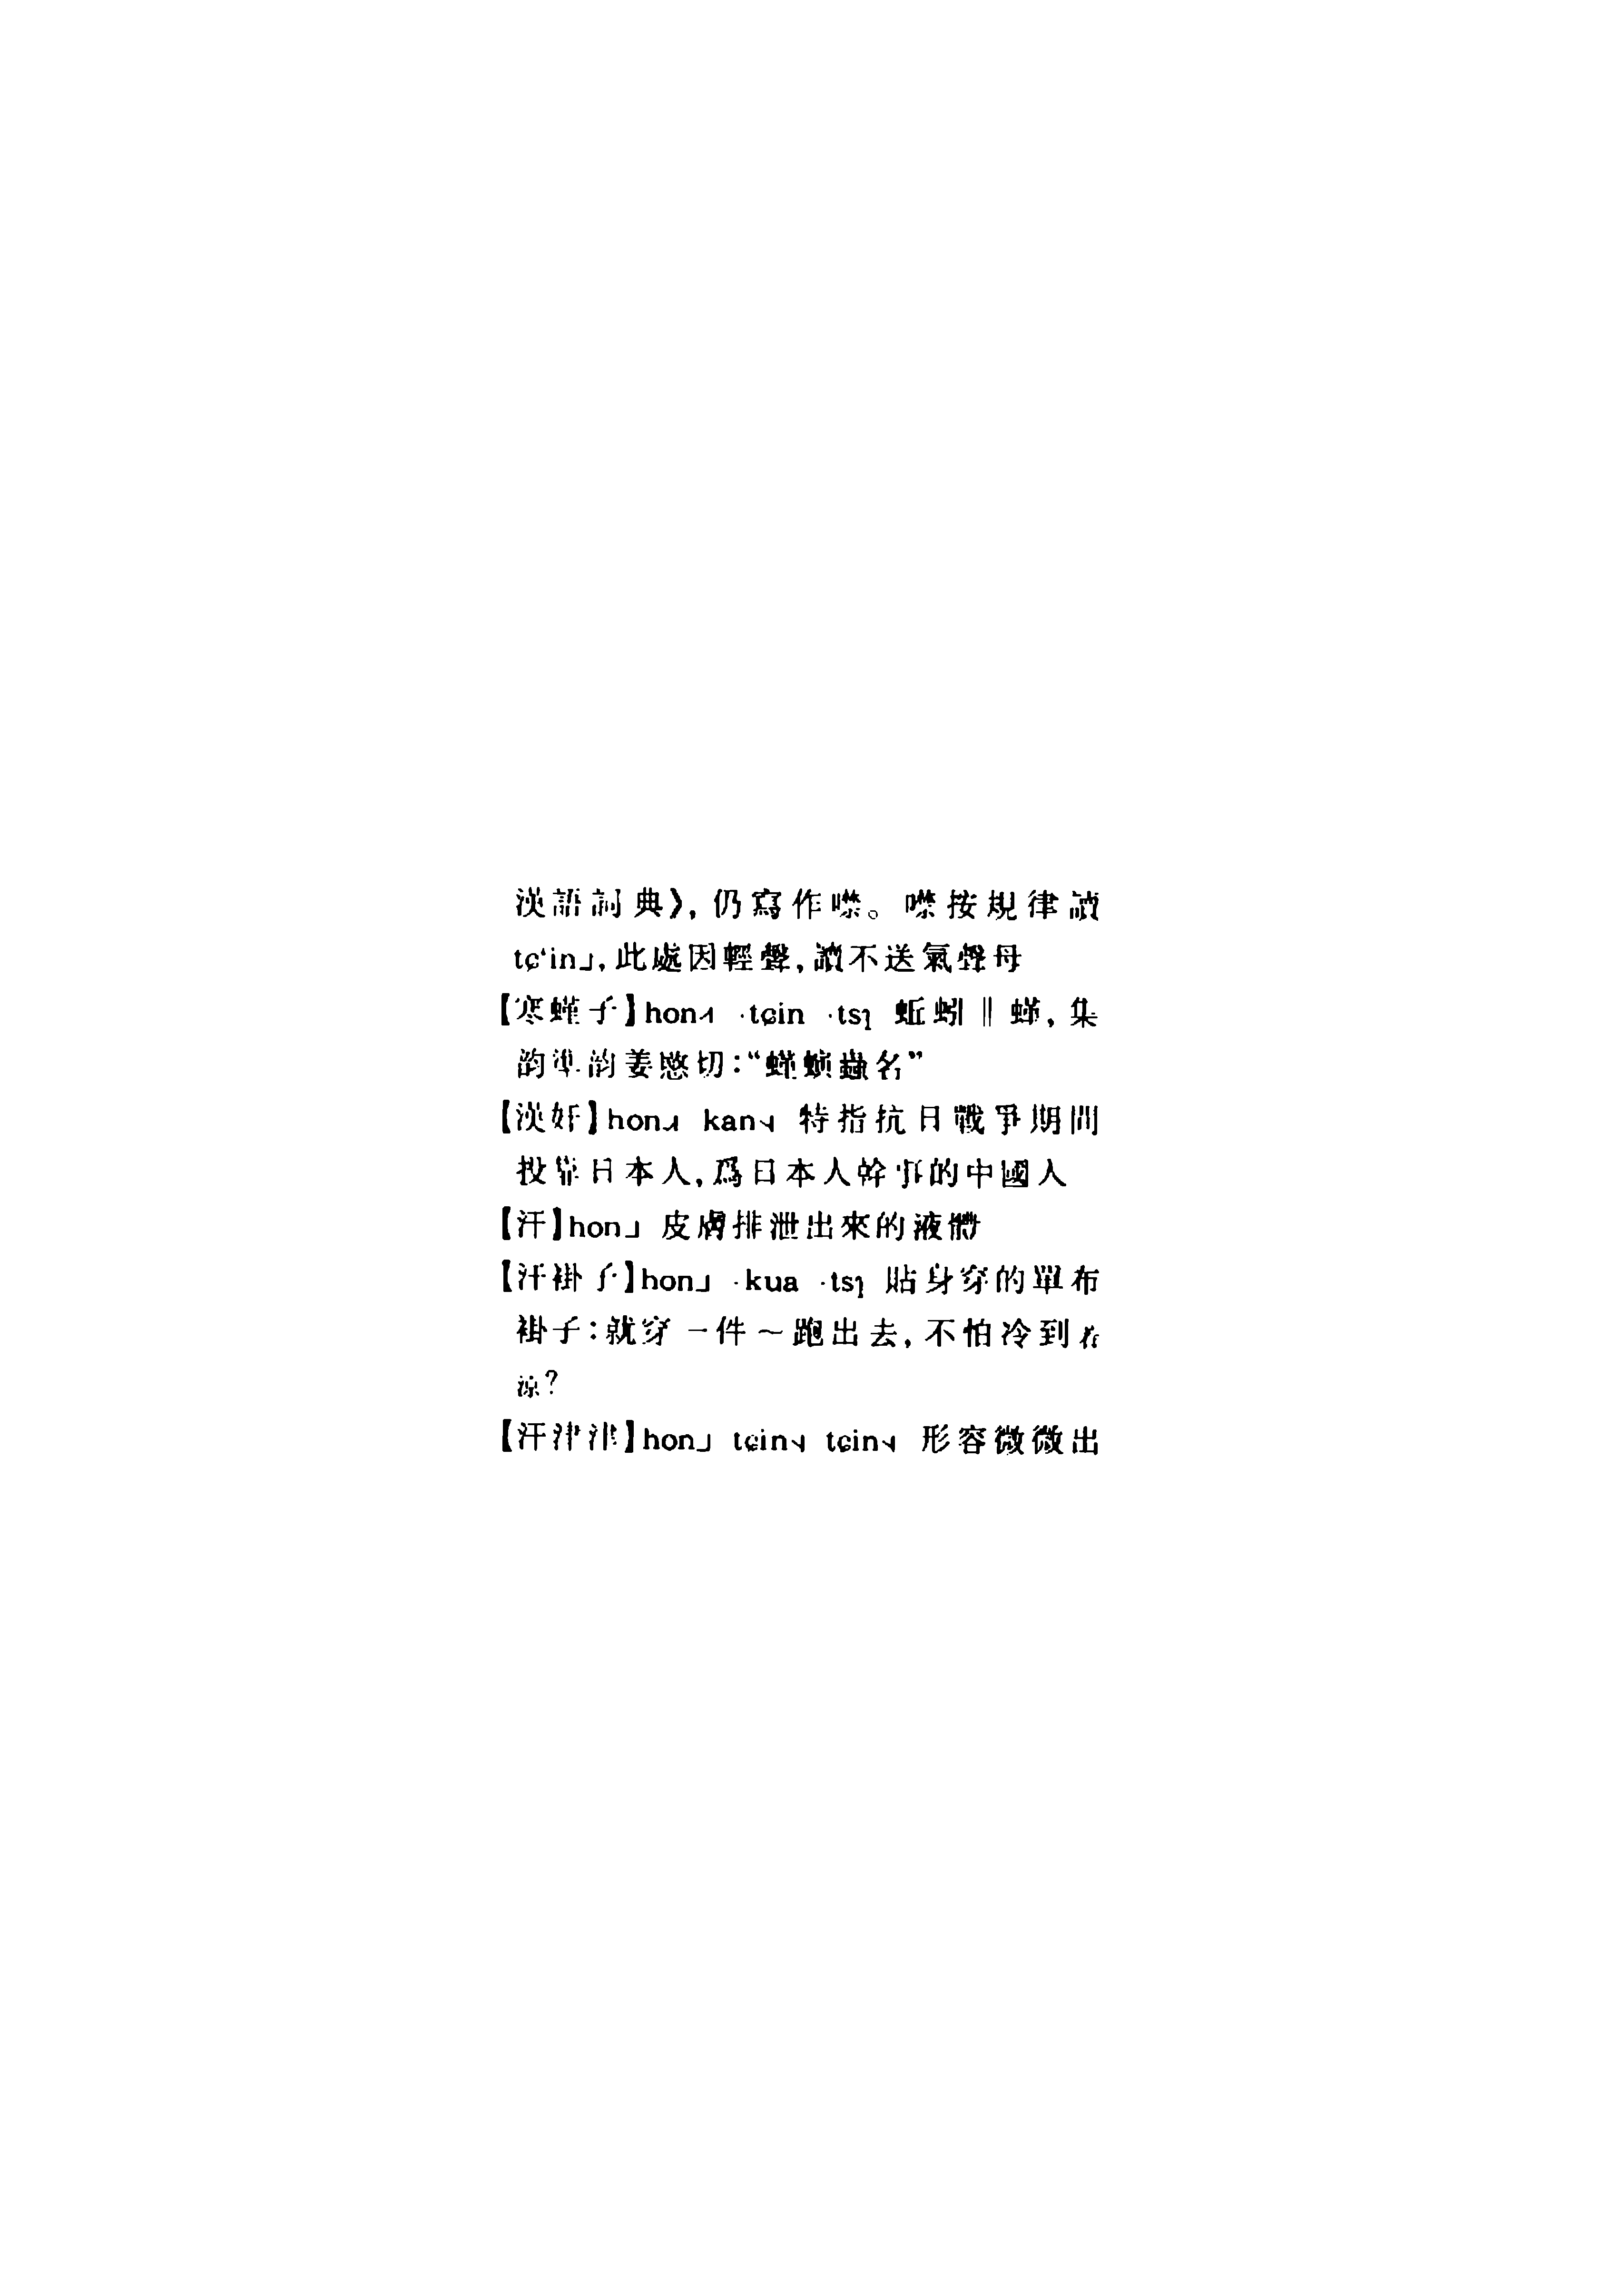 漢語詞典》，仍寫作噤。噤按規律讀
tɕ‘in˩，此處因輕聲，讀不送氣聲母
【寒螼子】hon˨˦ ·tɕin ·tsɿ 蚯蚓‖螼，集
韵準韵姜愍切：“螼蚓蟲名”
【漢奸】hon˩˧ kan˧˨ 特指抗日戰爭期間
投靠日本人，爲日本人幹事的中國人
【汗】hon˩ 皮膚排泄出來的液體
【汗褂子】hon˩ ·kua ·tsɿ 貼身穿的單布
褂子：就穿一件～跑出去，不怕冷到着
凉？
【汗津津】hon˩ tɕin˧˨ tɕin˧˨ 形容微微出